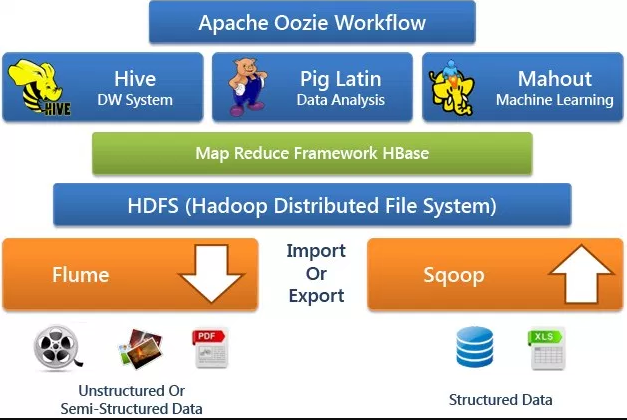 Apache Oozie Workflow
Hive
DW System
HIVE
Pig Latin
Data Analysis
Mahout
Machine Learning
Map Reduce Framework HBase
HDFS (Hadoop Distributed File System)
Flume
Import
Or
Export
Sqoop
PDF
XLS
Unstructured Or
Semi-Structured Data
Structured Data